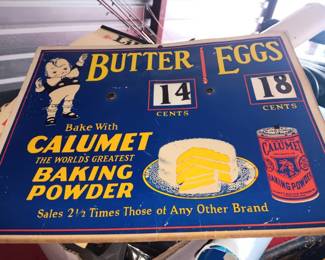 BUTTER EGGS
14 18
CENTS CENTS
Bake With
CALUMET
THE WORLD'S GREATEST
BAKING
POWDER
Sales 2½ Times Those of Any Other Brand
CALUMET
BAKING POWDER